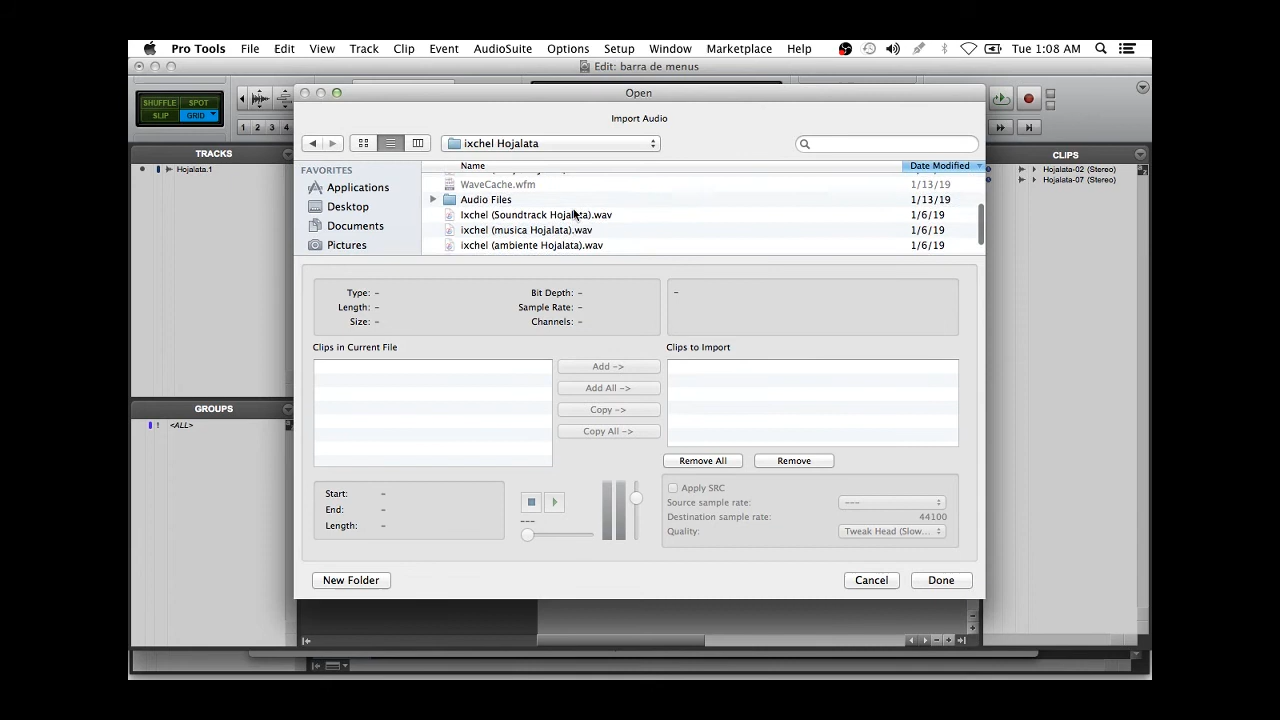 Pro Tools File Edit View Track Clip Event AudioSuite Options Setup Window Marketplace Help Tue 1:08 AM
Edit: barra de menus
Open
Import Audio
SHUFFLE SPOT
SLIP GRID
1 2 3 4
ixchel Hojalata
TRACKS
Hojalata.1
GROUPS
! <ALL>
CLIPS
Hojalata-02 (Stereo)
Hojalata-07 (Stereo)
FAVORITES
Applications
Desktop
Documents
Pictures
Name Date Modified
WaveCache.wfm 1/13/19
Audio Files 1/13/19
Ixchel (Soundtrack Hojalata).wav 1/6/19
ixchel (musica Hojalata).wav 1/6/19
ixchel (ambiente Hojalata).wav 1/6/19
Type: – Bit Depth: – –
Length: – Sample Rate: –
Size: – Channels: –
Clips in Current File Clips to Import
Add ->
Add All ->
Copy ->
Copy All ->
Remove All Remove
Start: –
End: –
Length: –
---
Apply SRC
Source sample rate: ---
Destination sample rate: 44100
Quality: Tweak Head (Slow...
New Folder Cancel Done